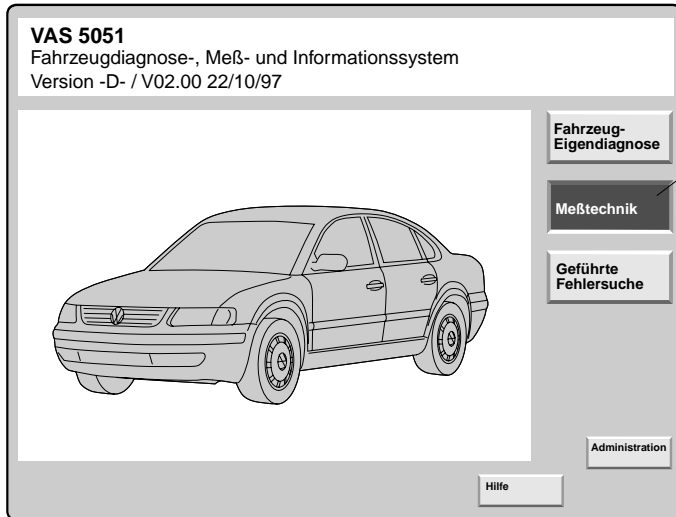 VAS 5051
Fahrzeugdiagnose-, Meß- und Informationssystem
Version -D- / V02.00 22/10/97
Fahrzeug-
Eigendiagnose
Meßtechnik
Geführte
Fehlersuche
Administration
Hilfe